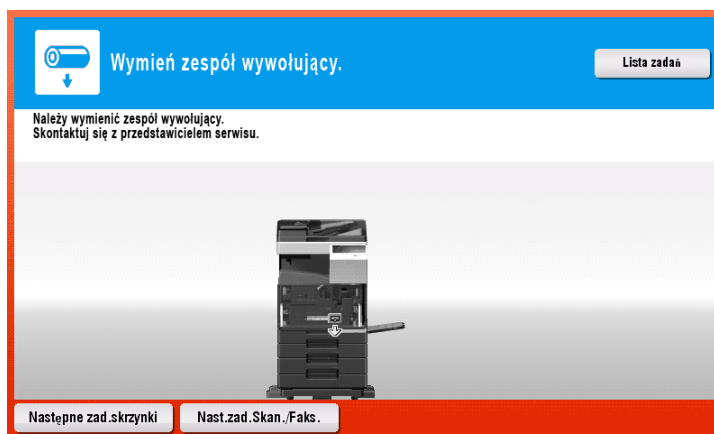 Wymień zespół wywołujący.
Lista zadań
Należy wymienić zespół wywołujący.
Skontaktuj się z przedstawicielem serwisu.
Następne zad.skrzynki
Nast.zad.Skan./Faks.